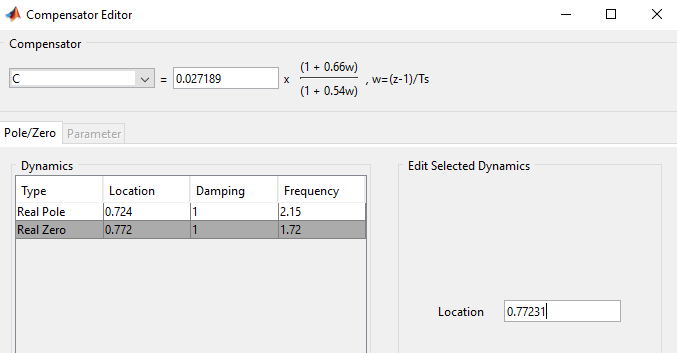 Compensator Editor
Compensator
C = 0.027189 x (1 + 0.66w)
(1 + 0.54w) , w=(z-1)/Ts
Pole/Zero Parameter
Dynamics
Type Location Damping Frequency
Real Pole 0.724 1 2.15
Real Zero 0.772 1 1.72
Edit Selected Dynamics
Location 0.77231